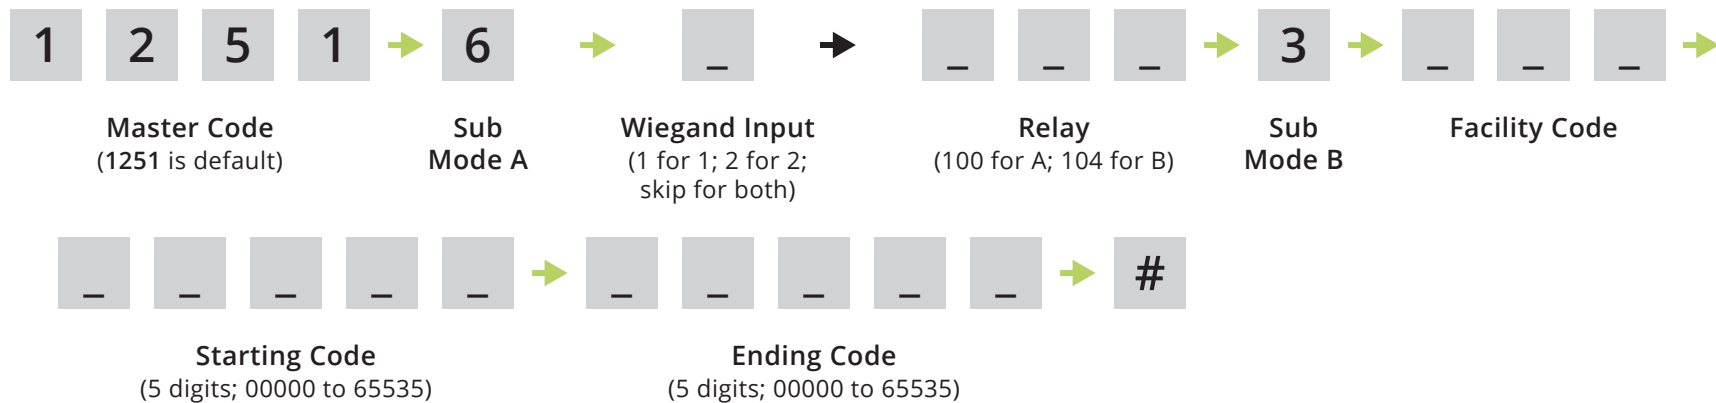 1 2 5 1 6 _ _ _ _ 3 _ _ _
Master Code Sub Wiegand Input Relay Sub Facility Code
(1251 is default) Mode A (1 for 1; 2 for 2; (100 for A; 104 for B) Mode B
skip for both)
_ _ _ _ _ _ _ _ _ _ #
Starting Code Ending Code
(5 digits; 00000 to 65535) (5 digits; 00000 to 65535)